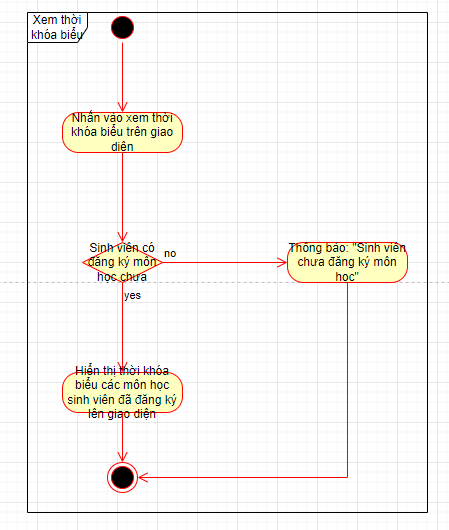 Xem thời
khóa biểu
Nhấn vào xem thời
khóa biểu trên giao
diện
Sinh viên có
đăng ký môn
học chưa
no
Thông báo: "Sinh viên
chưa đăng ký môn
học"
yes
Hiển thị thời khóa
biểu các môn học
sinh viên đã đăng ký
lên giao diện